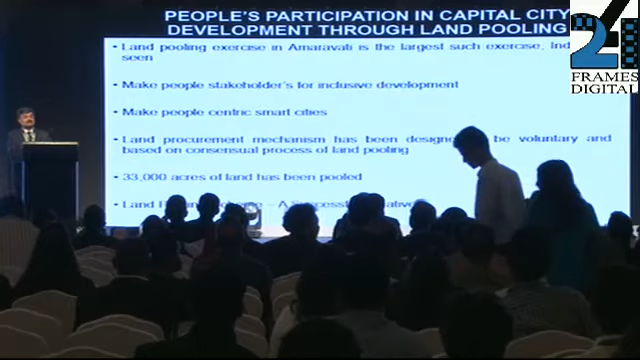 PEOPLE'S PARTICIPATION IN CAPITAL CITY
DEVELOPMENT THROUGH LAND POOLING
• Land pooling exercise in Amaravati is the largest such exercise, Ind
seen
• Make people stakeholder's for inclusive development
• Make people centric smart cities
• Land procurement mechanism has been designe be voluntary and
based on consensual process of land pooling
• 33,000 acres of land has been pooled
• Land
24
FRAMES
DIGITAL